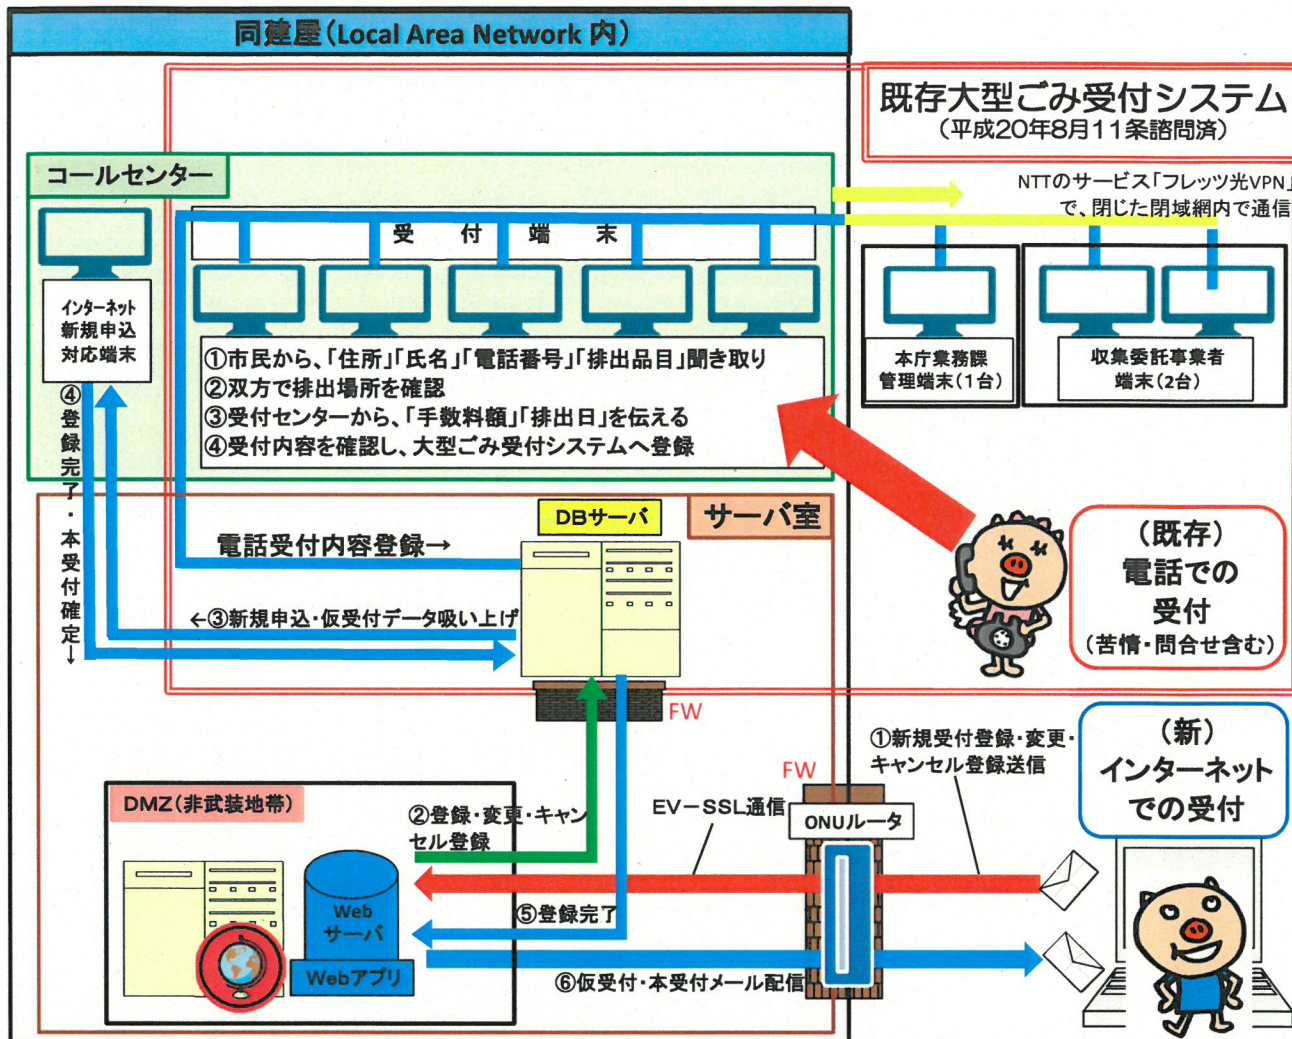 同建屋（Local Area Network 内）
既存大型ごみ受付システム
（平成20年8月11条諮問済）
コールセンター
NTTのサービス「フレッツ光VPN」
で、閉じた閉域網内で通信
受　付　端　末
インターネット
新規申込
対応端末
①市民から、「住所」「氏名」「電話番号」「排出品目」聞き取り
②双方で排出場所を確認
③受付センターから、「手数料額」「排出日」を伝える
④受付内容を確認し、大型ごみ受付システムへ登録
本庁業務課
管理端末（1台）
収集委託事業者
端末（2台）
④登録完了・本受付確定→
DBサーバ
サーバ室
電話受付内容登録→
←③新規申込・仮受付データ吸い上げ
（既存）
電話での
受付
（苦情・問合せ含む）
FW
①新規受付登録・変更・
キャンセル登録送信
（新）
インターネット
での受付
FW
DMZ（非武装地帯）
②登録・変更・キャン
セル登録
EV－SSL通信
ONUルータ
Web
サーバ
Webアプリ
⑤登録完了
⑥仮受付・本受付メール配信